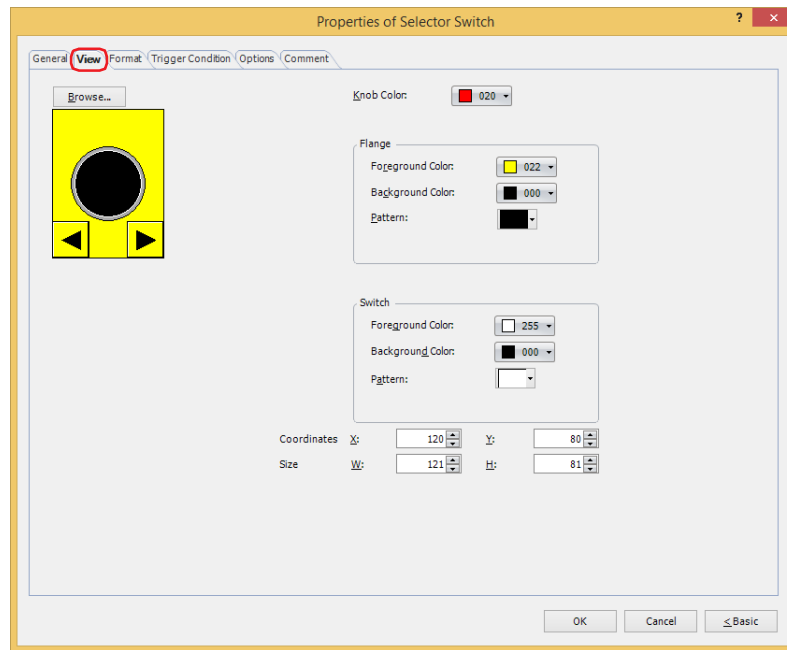 Properties of Selector Switch
? ×
General View Format Trigger Condition Options Comment
Browse...
Knob Color: 020
Flange
Foreground Color: 022
Background Color: 000
Pattern:
Switch
Foreground Color: 255
Background Color: 000
Pattern:
Coordinates X: 120 Y: 80
Size W: 121 H: 81
OK Cancel < Basic